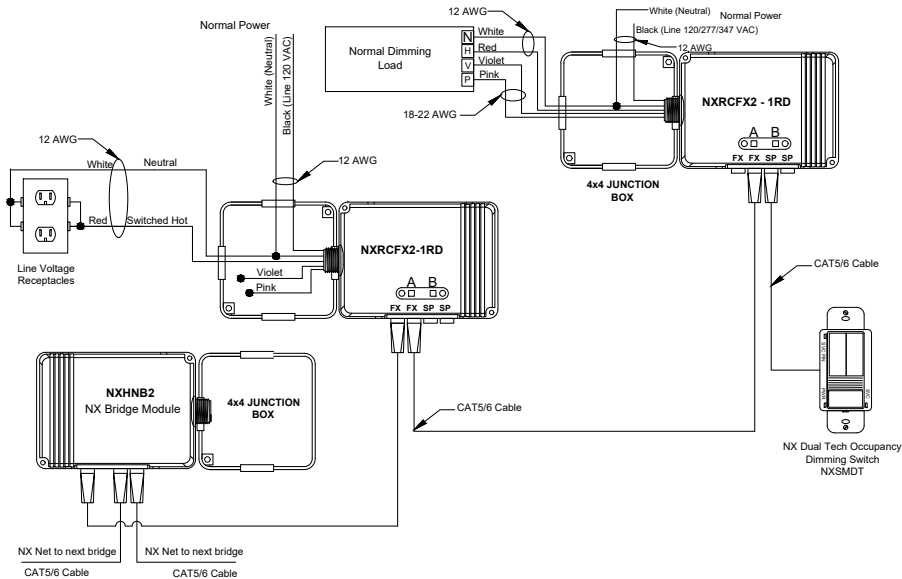 12 AWG
White (Neutral)
Normal Power
Black (Line 120/277/347 VAC)
12 AWG
Normal Dimming
Load
N
H
V
P
White
Red
Violet
Pink
18-22 AWG
NXRCFX2 - 1RD
A B
FX FX SP SP
4x4 JUNCTION
BOX
Normal Power
White (Neutral)
Black (Line 120 VAC)
12 AWG
12 AWG
White
Neutral
Red
Switched Hot
Line Voltage
Receptacles
Violet
Pink
NXRCFX2-1RD
A B
FX FX SP SP
CAT5/6 Cable
NX Dual Tech Occupancy
Dimming Switch
NXSMDT
NXHNB2
NX Bridge Module
4x4 JUNCTION
BOX
CAT5/6 Cable
NX Net to next bridge
CAT5/6 Cable
NX Net to next bridge
CAT5/6 Cable